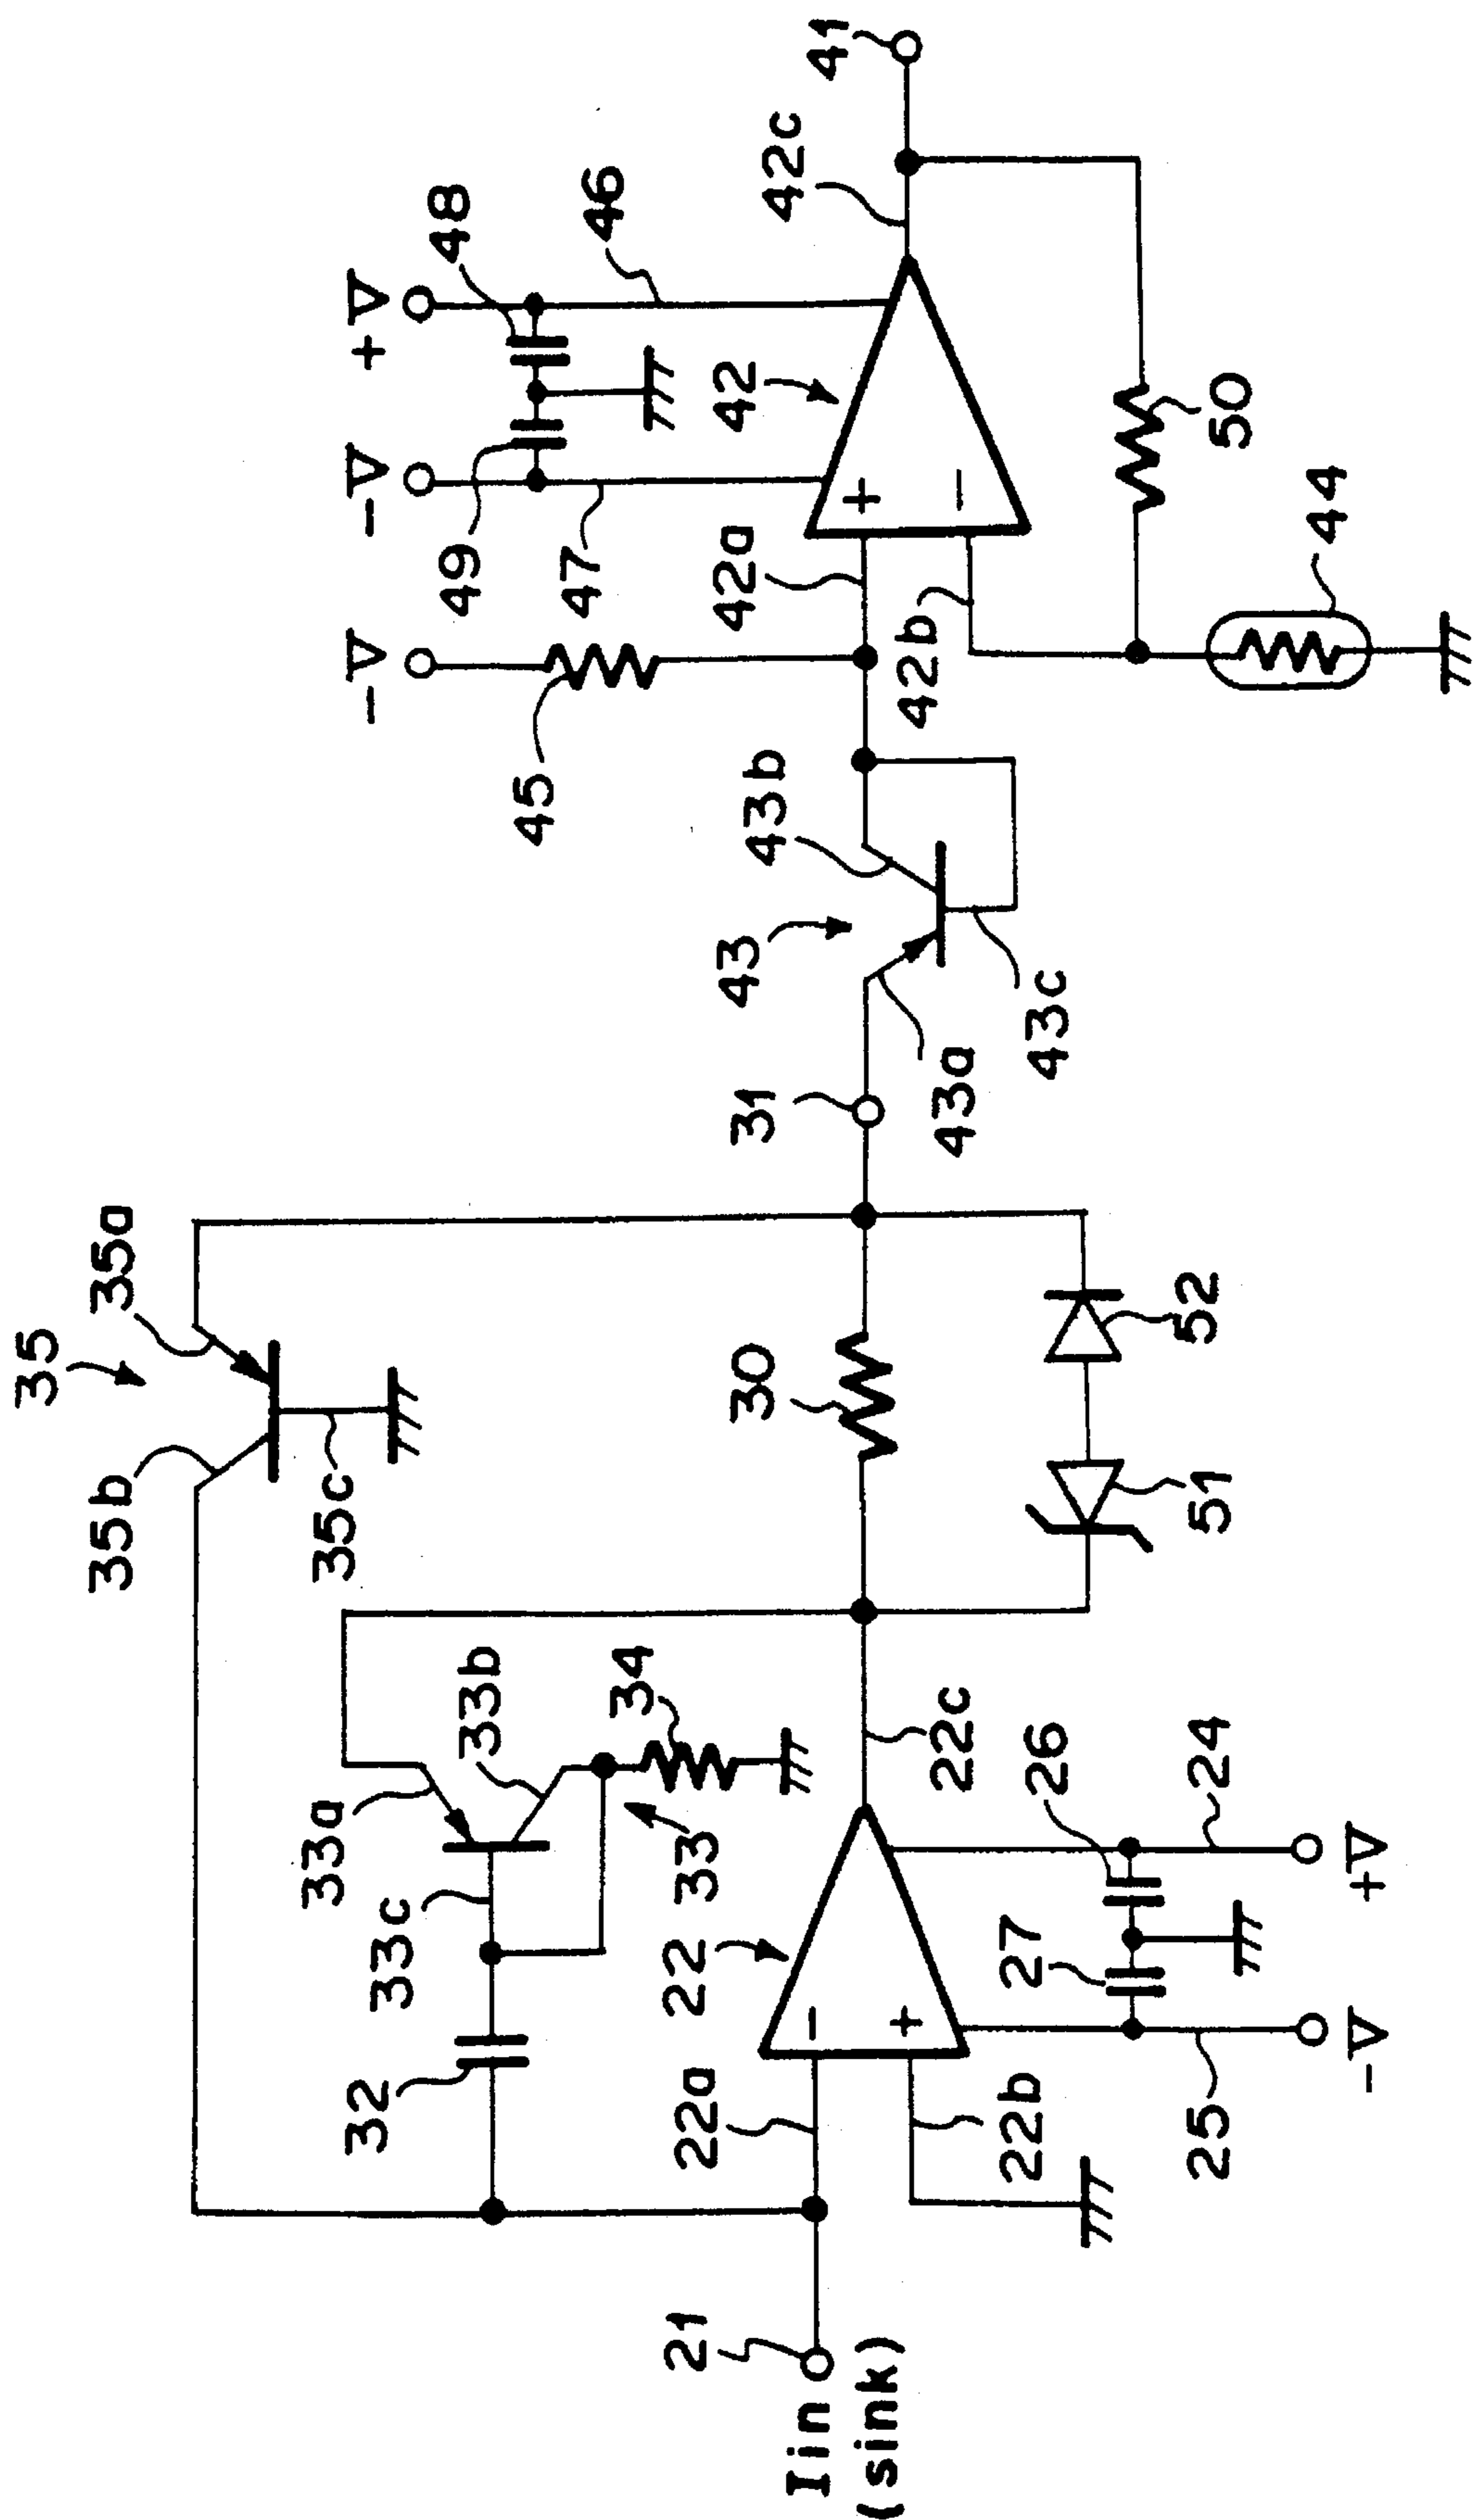 35
35b
35a
35c
33a
33b
33c
34
32
33
22
22a
22b
22c
21
Iin
(sink)
26
24
27
25
-V
+V
30
31
51
52
43
43a
43b
43c
45
-V
-V
+V
49
48
47
46
42
42a
42b
42c
41
50
44
+
−
−
+